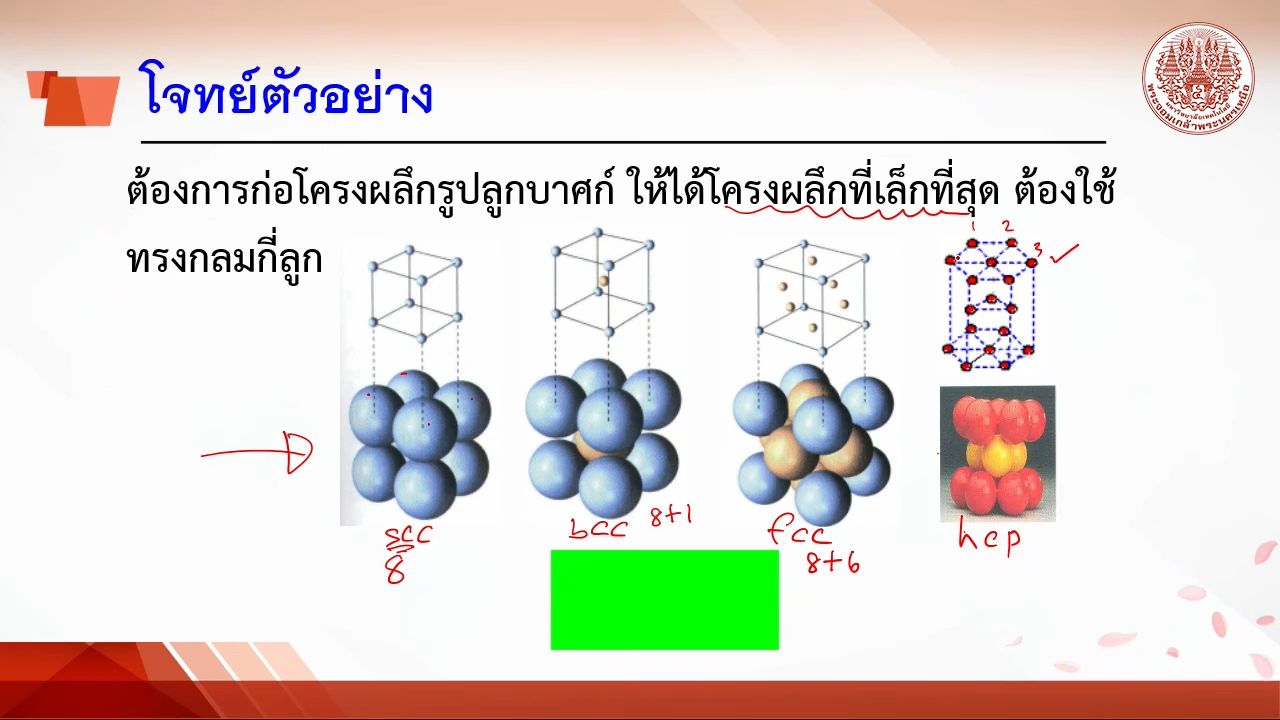 โจทย์ตัวอย่าง
ต้องการก่อโครงผลึกรูปลูกบาศก์ ให้ได้โครงผลึกที่เล็กที่สุด ต้องใช้
ทรงกลมกี่ลูก
1 2
3
scc
8
bcc 8+1
fcc
8+6
hcp